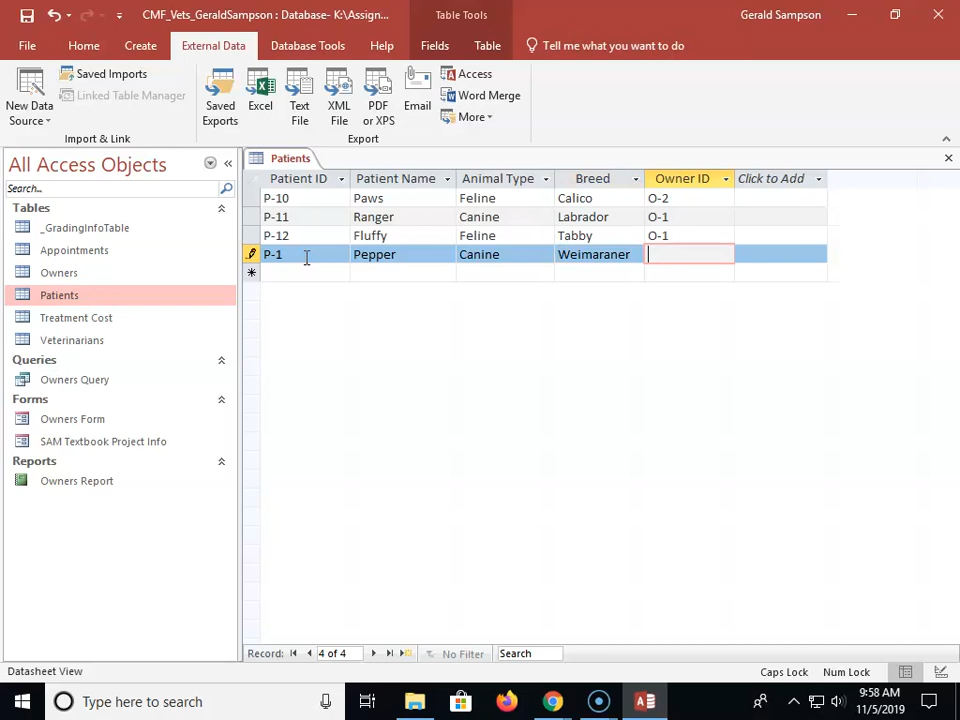 CMF_Vets_GeraldSampson : Database- K:\Assign...
Table Tools
Gerald Sampson
File
Home
Create
External Data
Database Tools
Help
Fields
Table
Tell me what you want to do
New Data Source
Saved Imports
Linked Table Manager
Saved Exports
Excel
Text File
XML File
PDF or XPS
Email
Access
Word Merge
More
Import & Link
Export
All Access Objects
Search...
Tables
_GradingInfoTable
Appointments
Owners
Patients
Treatment Cost
Veterinarians
Queries
Owners Query
Forms
Owners Form
SAM Textbook Project Info
Reports
Owners Report
Patients
Patient ID Patient Name Animal Type Breed Owner ID Click to Add
P-10 Paws Feline Calico O-2
P-11 Ranger Canine Labrador O-1
P-12 Fluffy Feline Tabby O-1
P-1 Pepper Canine Weimaraner
Record: 4 of 4 No Filter Search
Datasheet View
Caps Lock Num Lock
Type here to search
9:58 AM
11/5/2019